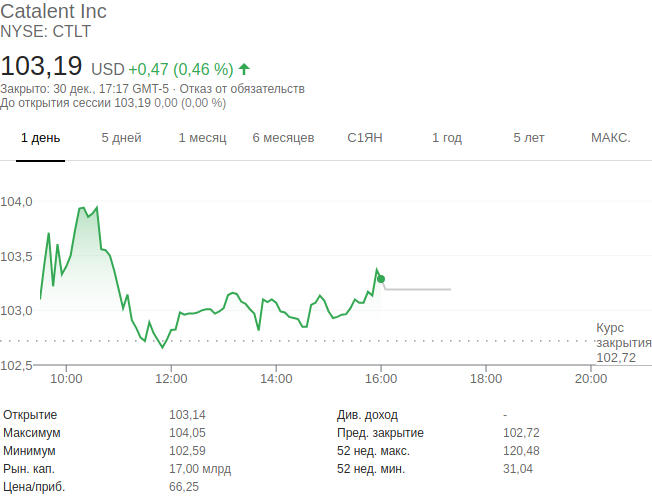 Catalent Inc
NYSE: CTLT
103,19 USD +0,47 (0,46 %)
Закрыто: 30 дек., 17:17 GMT-5 · Отказ от обязательств
До открытия сессии 103,19 0,00 (0,00 %)
1 день 5 дней 1 месяц 6 месяцев С1ЯН 1 год 5 лет МАКС.
104,0
103,5
103,0
Курс
закрытия
102,72
102,5
10:00 12:00 14:00 16:00 18:00 20:00
Открытие 103,14 Див. доход -
Максимум 104,05 Пред. закрытие 102,72
Минимум 102,59 52 нед. макс. 120,48
Рын. кап. 17,00 млрд 52 нед. мин. 31,04
Цена/приб. 66,25